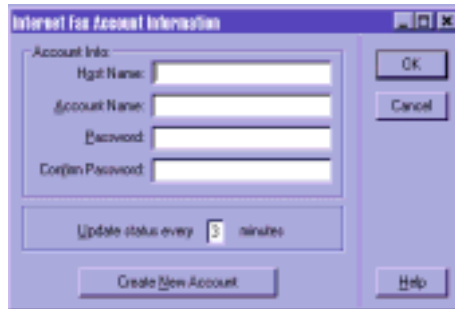 Internet Fax Account Information
Account Info:
Host Name:
Account Name:
Password:
Confirm Password:
Update status every 3 minutes
Create New Account
OK
Cancel
Help